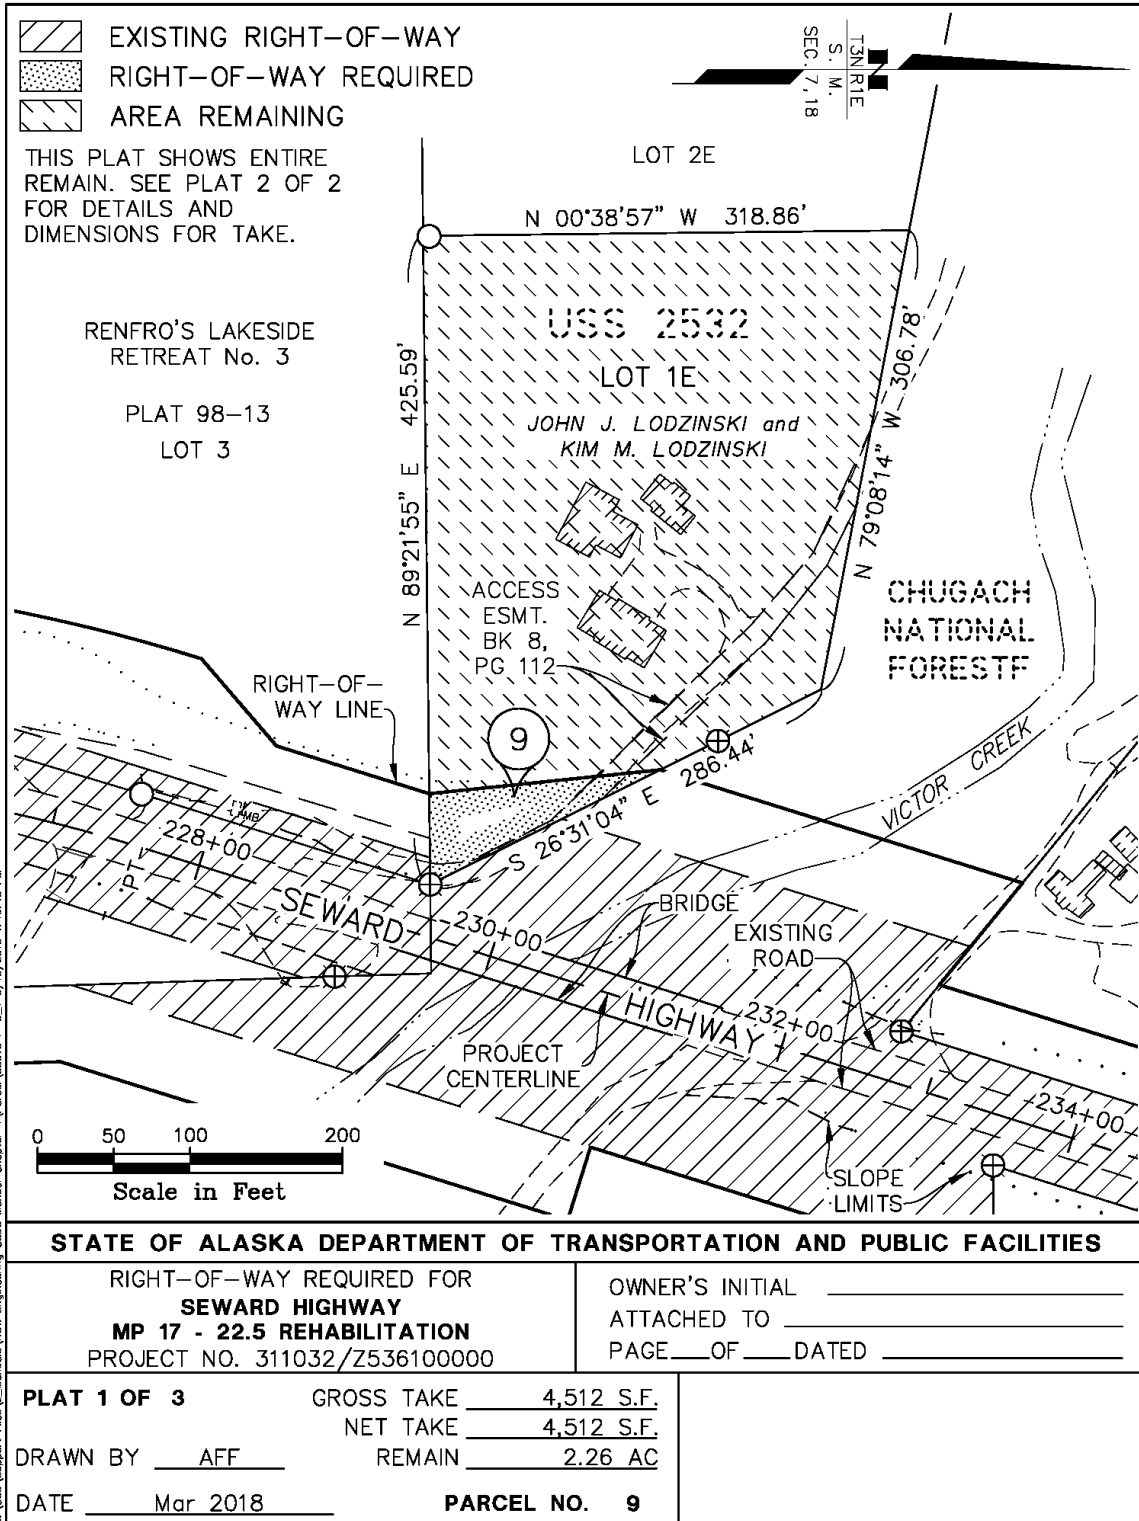 EXISTING RIGHT-OF-WAY
RIGHT-OF-WAY REQUIRED
AREA REMAINING
THIS PLAT SHOWS ENTIRE
REMAIN. SEE PLAT 2 OF 2
FOR DETAILS AND
DIMENSIONS FOR TAKE.
T3N R1E
S. M.
SEC. 7, 18
N
LOT 2E
N 00°38'57" W 318.86'
RENFRO'S LAKESIDE
RETREAT No. 3
PLAT 98-13
LOT 3
N 89°21'55" E 425.59'
USS 2532
LOT 1E
JOHN J. LODZINSKI and
KIM M. LODZINSKI
N 79°08'14" W 306.78'
ACCESS
ESMT.
BK 8,
PG 112
CHUGACH
NATIONAL
FORESTF
RIGHT-OF-
WAY LINE
9
S 26°31'04" E 286.44'
VICTOR CREEK
228+00
PT
SEWARD
230+00
BRIDGE
EXISTING
ROAD
HIGHWAY
232+00
PROJECT
CENTERLINE
234+00
SLOPE
LIMITS
0 50 100 200
Scale in Feet
STATE OF ALASKA DEPARTMENT OF TRANSPORTATION AND PUBLIC FACILITIES
RIGHT-OF-WAY REQUIRED FOR
SEWARD HIGHWAY
MP 17 - 22.5 REHABILITATION
PROJECT NO. 311032/Z536100000
OWNER'S INITIAL
ATTACHED TO
PAGE OF DATED
PLAT 1 OF 3
GROSS TAKE 4,512 S.F.
NET TAKE 4,512 S.F.
DRAWN BY AFF
REMAIN 2.26 AC
DATE Mar 2018
PARCEL NO. 9